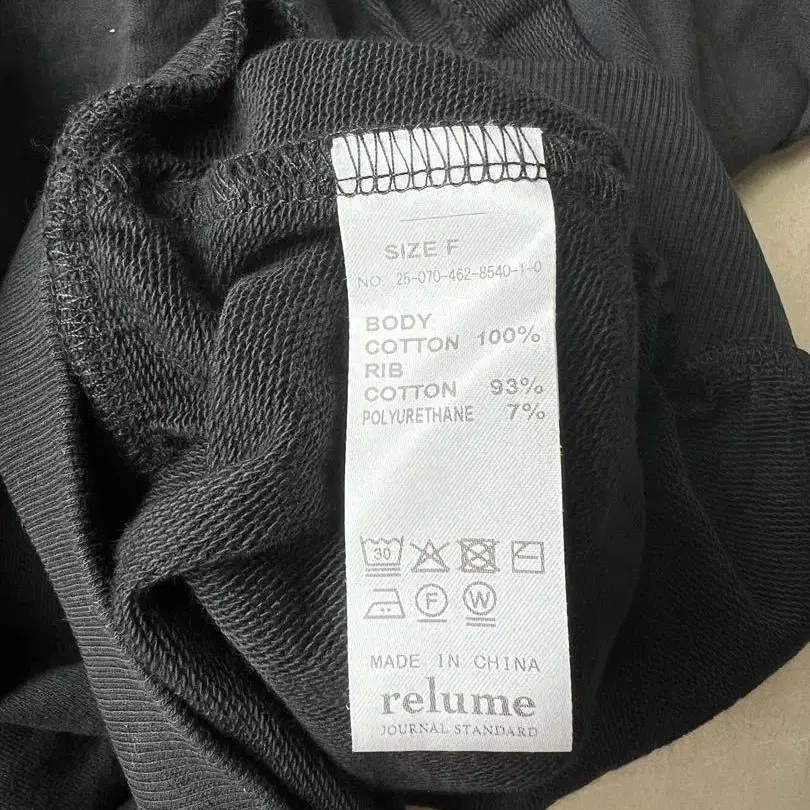 SIZE F
NO. 25-070-462-8540-1-0
BODY
COTTON 100%
RIB
COTTON 93%
POLYURETHANE 7%
30
F W
MADE IN CHINA
relume
JOURNAL STANDARD